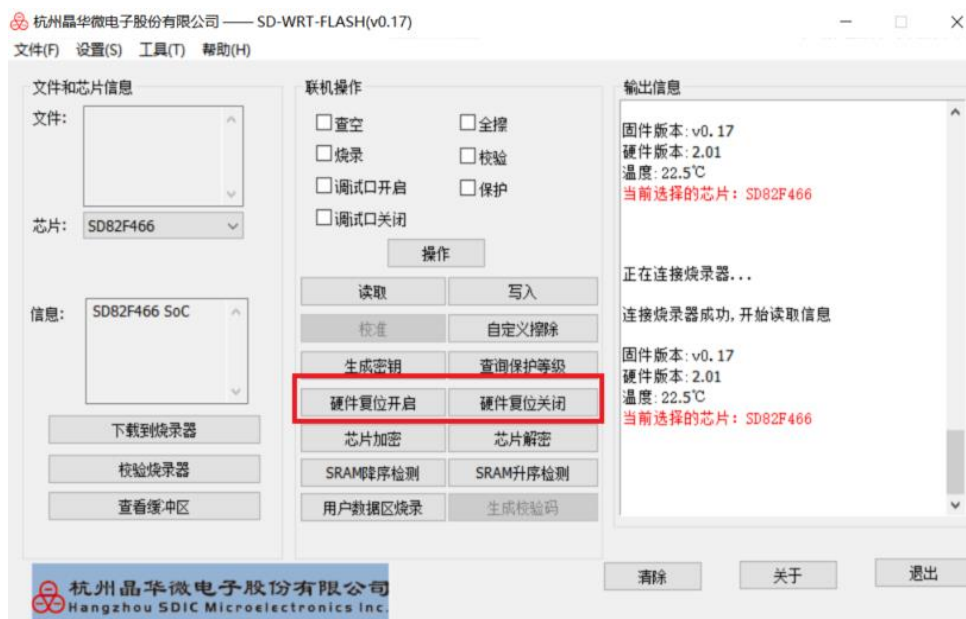 杭州晶华微电子股份有限公司 —— SD-WRT-FLASH(v0.17)
文件(F) 设置(S) 工具(T) 帮助(H)
文件和芯片信息
文件:
芯片: SD82F466
信息: SD82F466 SoC
下载到烧录器
校验烧录器
查看缓冲区
联机操作
查空 全擦
烧录 校验
调试口开启 保护
调试口关闭
操作
读取 写入
校准 自定义擦除
生成密钥 查询保护等级
硬件复位开启 硬件复位关闭
芯片加密 芯片解密
SRAM降序检测 SRAM升序检测
用户数据区烧录 生成校验码
输出信息
固件版本: v0.17
硬件版本: 2.01
温度: 22.5℃
当前选择的芯片: SD82F466
正在连接烧录器...
连接烧录器成功,开始读取信息
固件版本: v0.17
硬件版本: 2.01
温度: 22.5℃
当前选择的芯片: SD82F466
清除 关于 退出
杭州晶华微电子股份有限公司
Hangzhou SDIC Microelectronics Inc.